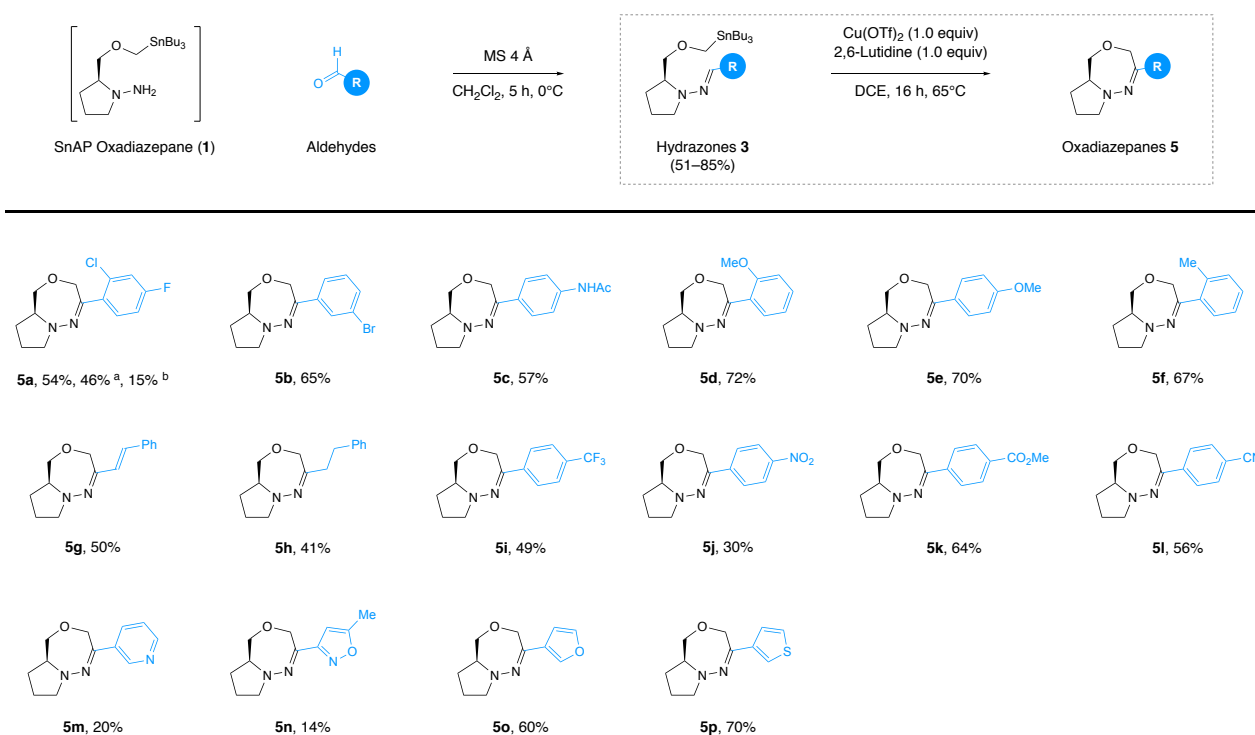 O SnBu3 N NH2
SnAP Oxadiazepane (1)
H O R
Aldehydes
MS 4 Å
CH2Cl2, 5 h, 0°C
O SnBu3 R N N
Hydrazones 3
(51–85%)
Cu(OTf)2 (1.0 equiv)
2,6-Lutidine (1.0 equiv)
DCE, 16 h, 65°C
O R N N
Oxadiazepanes 5
O Cl F N N
5a, 54%, 46% a, 15% b
O Br N N
5b, 65%
O NHAc N N
5c, 57%
O MeO N N
5d, 72%
O OMe N N
5e, 70%
O Me N N
5f, 67%
O Ph N N
5g, 50%
O Ph N N
5h, 41%
O CF3 N N
5i, 49%
O NO2 N N
5j, 30%
O CO2Me N N
5k, 64%
O N N
5l, 56%
O N N N
5m, 20%
O Me N O N N
5n, 14%
O O N N
5o, 60%
O S N N
5p, 70%